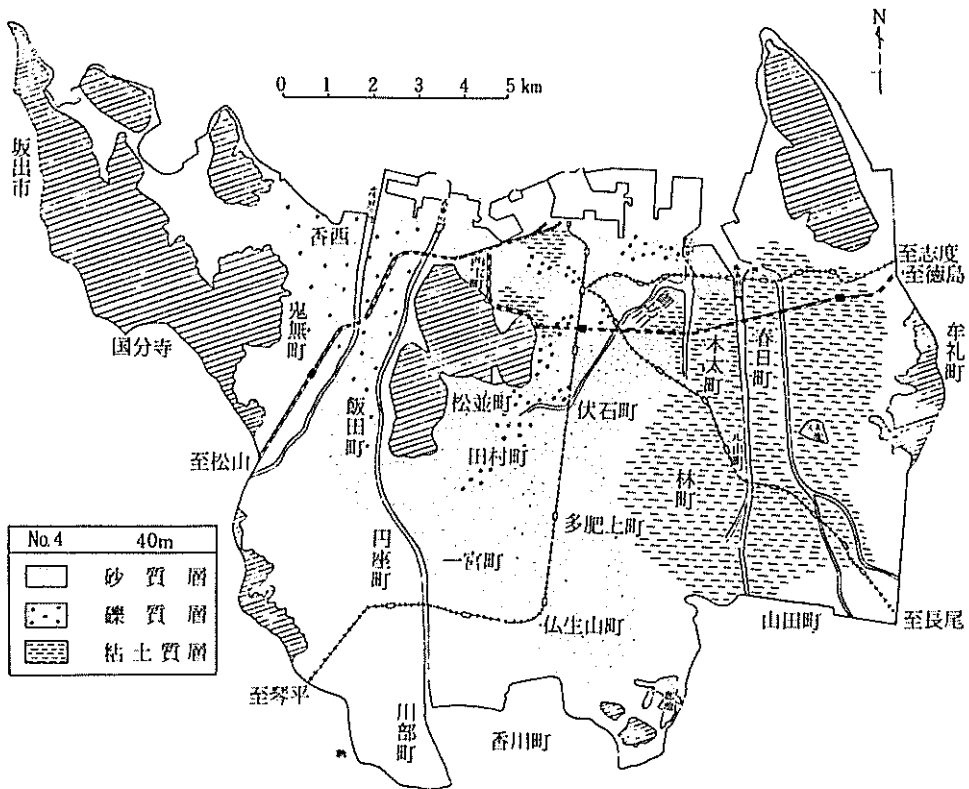 N
0 1 2 3 4 5 km
坂出市
香西
至志度
至徳島
鬼無町
国分寺
牟礼町
木太町
春日町
飯田町
松並町
伏石町
田村町
至松山
林町
多肥上町
円座町
一宮町
仏生山町
山田町
至長尾
至琴平
川部町
香川町
No.4 40m
砂質層
礫質層
粘土質層